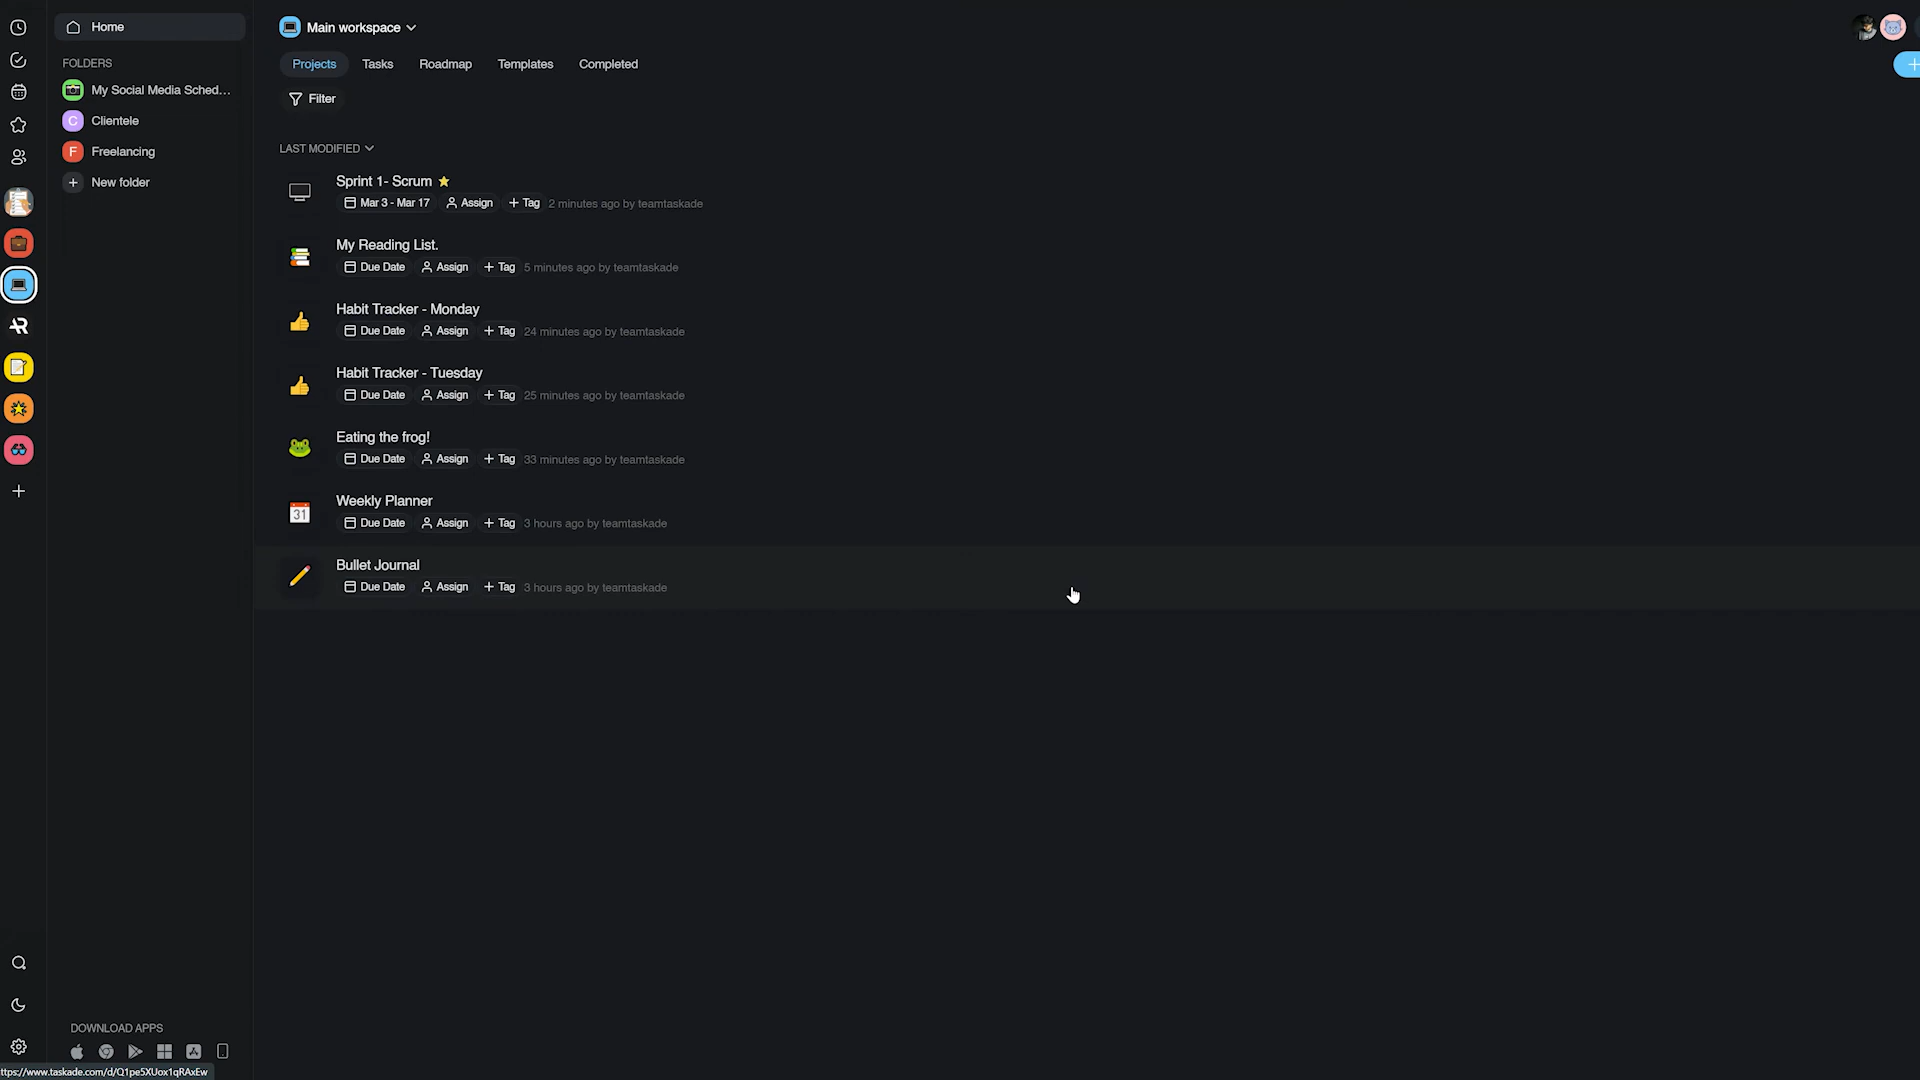 Home
FOLDERS
My Social Media Sched...
C Clientele
F Freelancing
+ New folder
DOWNLOAD APPS
ttps://www.taskade.com/d/Q1pe5XUox1qRAxEw
Main workspace
Projects Tasks Roadmap Templates Completed
Filter
LAST MODIFIED
Sprint 1- Scrum
Mar 3 - Mar 17 Assign + Tag 2 minutes ago by teamtaskade
My Reading List.
Due Date Assign + Tag 5 minutes ago by teamtaskade
Habit Tracker - Monday
Due Date Assign + Tag 24 minutes ago by teamtaskade
Habit Tracker - Tuesday
Due Date Assign + Tag 25 minutes ago by teamtaskade
Eating the frog!
Due Date Assign + Tag 33 minutes ago by teamtaskade
31 Weekly Planner
Due Date Assign + Tag 3 hours ago by teamtaskade
Bullet Journal
Due Date Assign + Tag 3 hours ago by teamtaskade